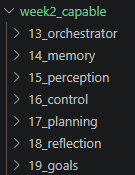 week2_capable
13_orchestrator
14_memory
15_perception
16_control
17_planning
18_reflection
19_goals